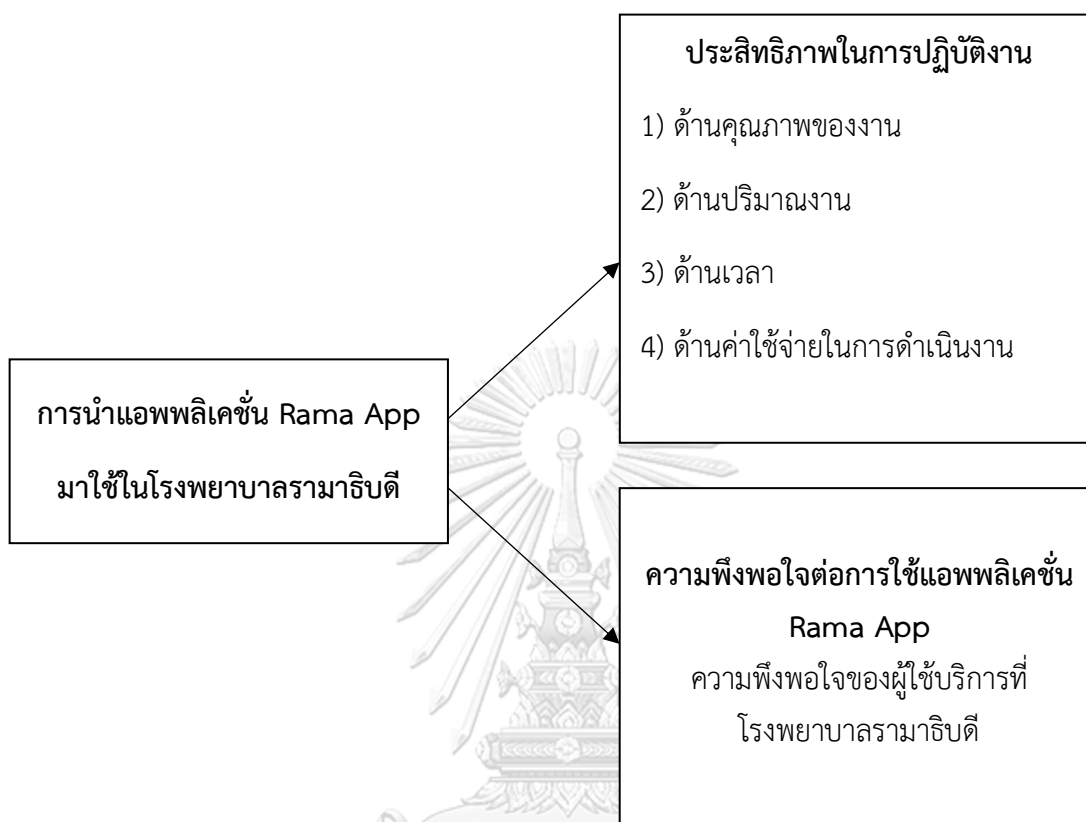 ประสิทธิภาพในการปฏิบัติงาน
1) ด้านคุณภาพของงาน
2) ด้านปริมาณงาน
3) ด้านเวลา
4) ด้านค่าใช้จ่ายในการดำเนินงาน
การนำแอพพลิเคชั่น Rama App
มาใช้ในโรงพยาบาลรามาธิบดี
ความพึงพอใจต่อการใช้แอพพลิเคชั่น
Rama App
ความพึงพอใจของผู้ใช้บริการที่
โรงพยาบาลรามาธิบดี